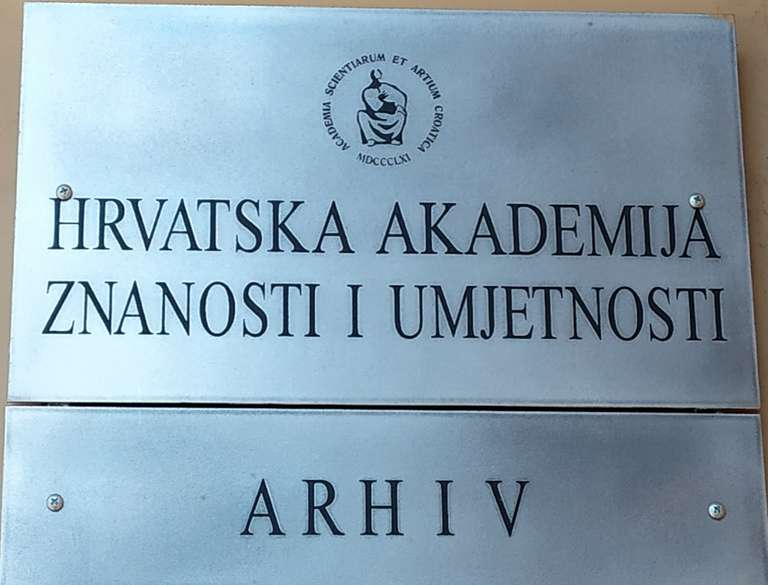 ACADEMIA SCIENTIARUM ET ARTIUM CROATICA
MDCCCLXI
HRVATSKA AKADEMIJA
ZNANOSTI I UMJETNOSTI
ARHIV